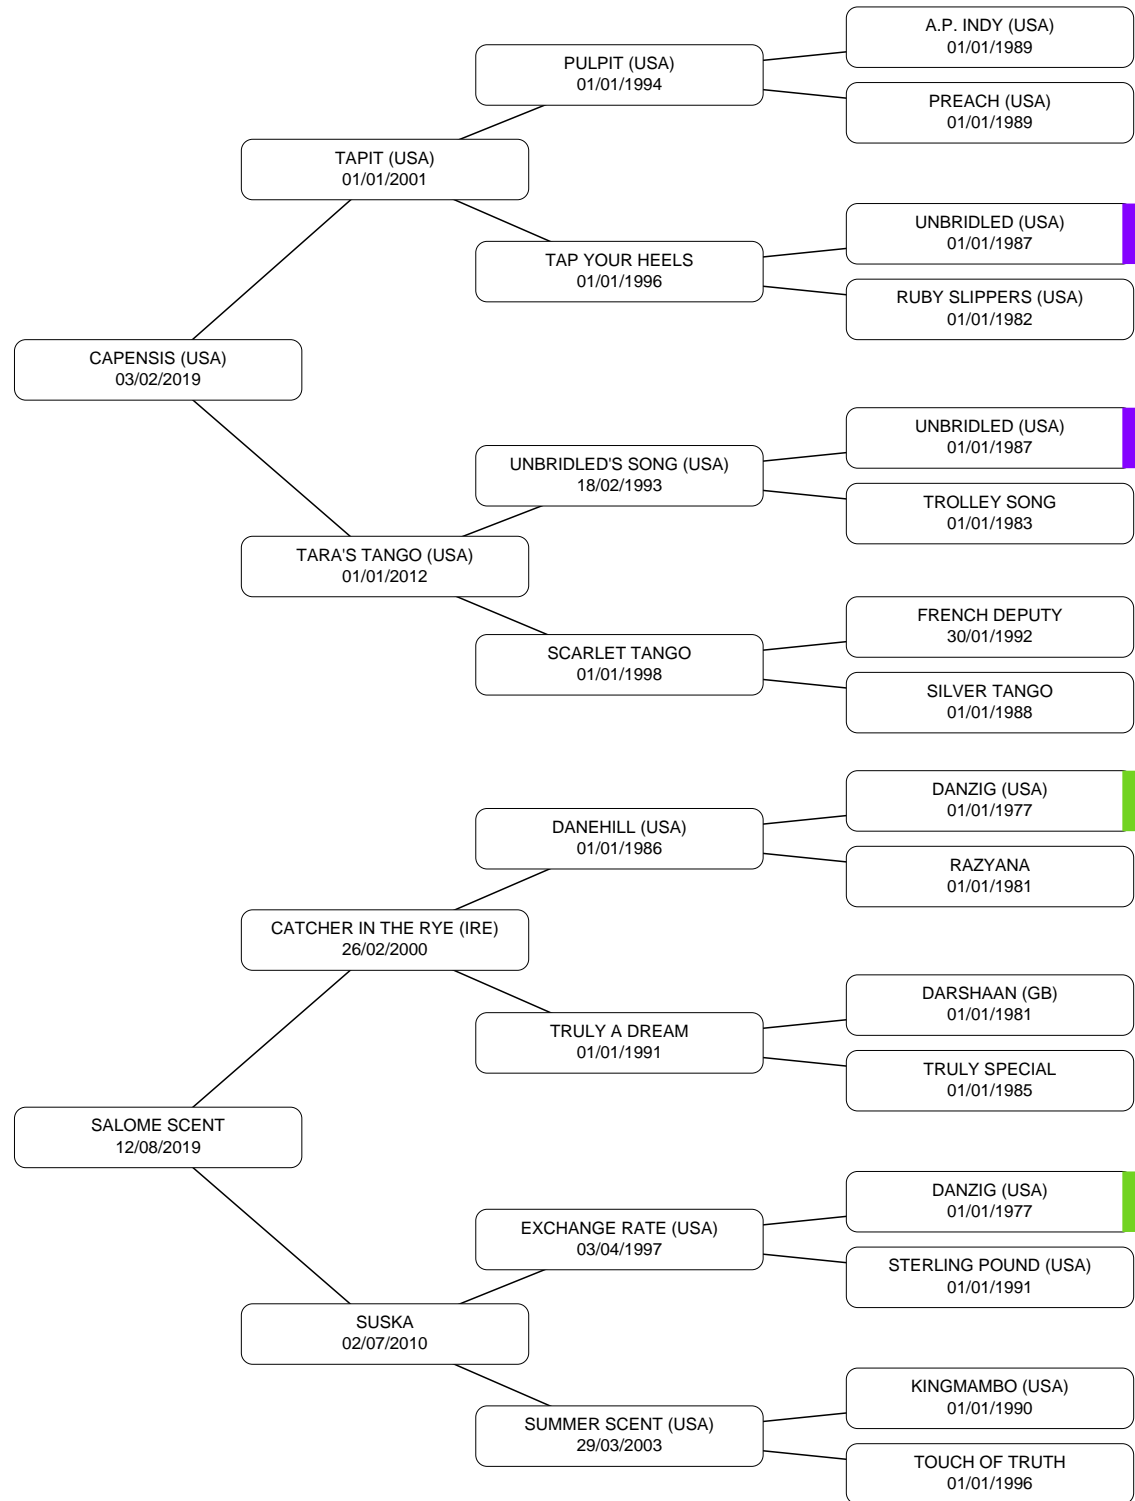 A.P. INDY (USA)
01/01/1989
PULPIT (USA)
01/01/1994
PREACH (USA)
01/01/1989
TAPIT (USA)
01/01/2001
UNBRIDLED (USA)
01/01/1987
TAP YOUR HEELS
01/01/1996
RUBY SLIPPERS (USA)
01/01/1982
CAPENSIS (USA)
03/02/2019
UNBRIDLED (USA)
01/01/1987
UNBRIDLED'S SONG (USA)
18/02/1993
TROLLEY SONG
01/01/1983
TARA'S TANGO (USA)
01/01/2012
FRENCH DEPUTY
30/01/1992
SCARLET TANGO
01/01/1998
SILVER TANGO
01/01/1988
DANZIG (USA)
01/01/1977
DANEHILL (USA)
01/01/1986
RAZYANA
01/01/1981
CATCHER IN THE RYE (IRE)
26/02/2000
DARSHAAN (GB)
01/01/1981
TRULY A DREAM
01/01/1991
TRULY SPECIAL
01/01/1985
SALOME SCENT
12/08/2019
DANZIG (USA)
01/01/1977
EXCHANGE RATE (USA)
03/04/1997
STERLING POUND (USA)
01/01/1991
SUSKA
02/07/2010
KINGMAMBO (USA)
01/01/1990
SUMMER SCENT (USA)
29/03/2003
TOUCH OF TRUTH
01/01/1996